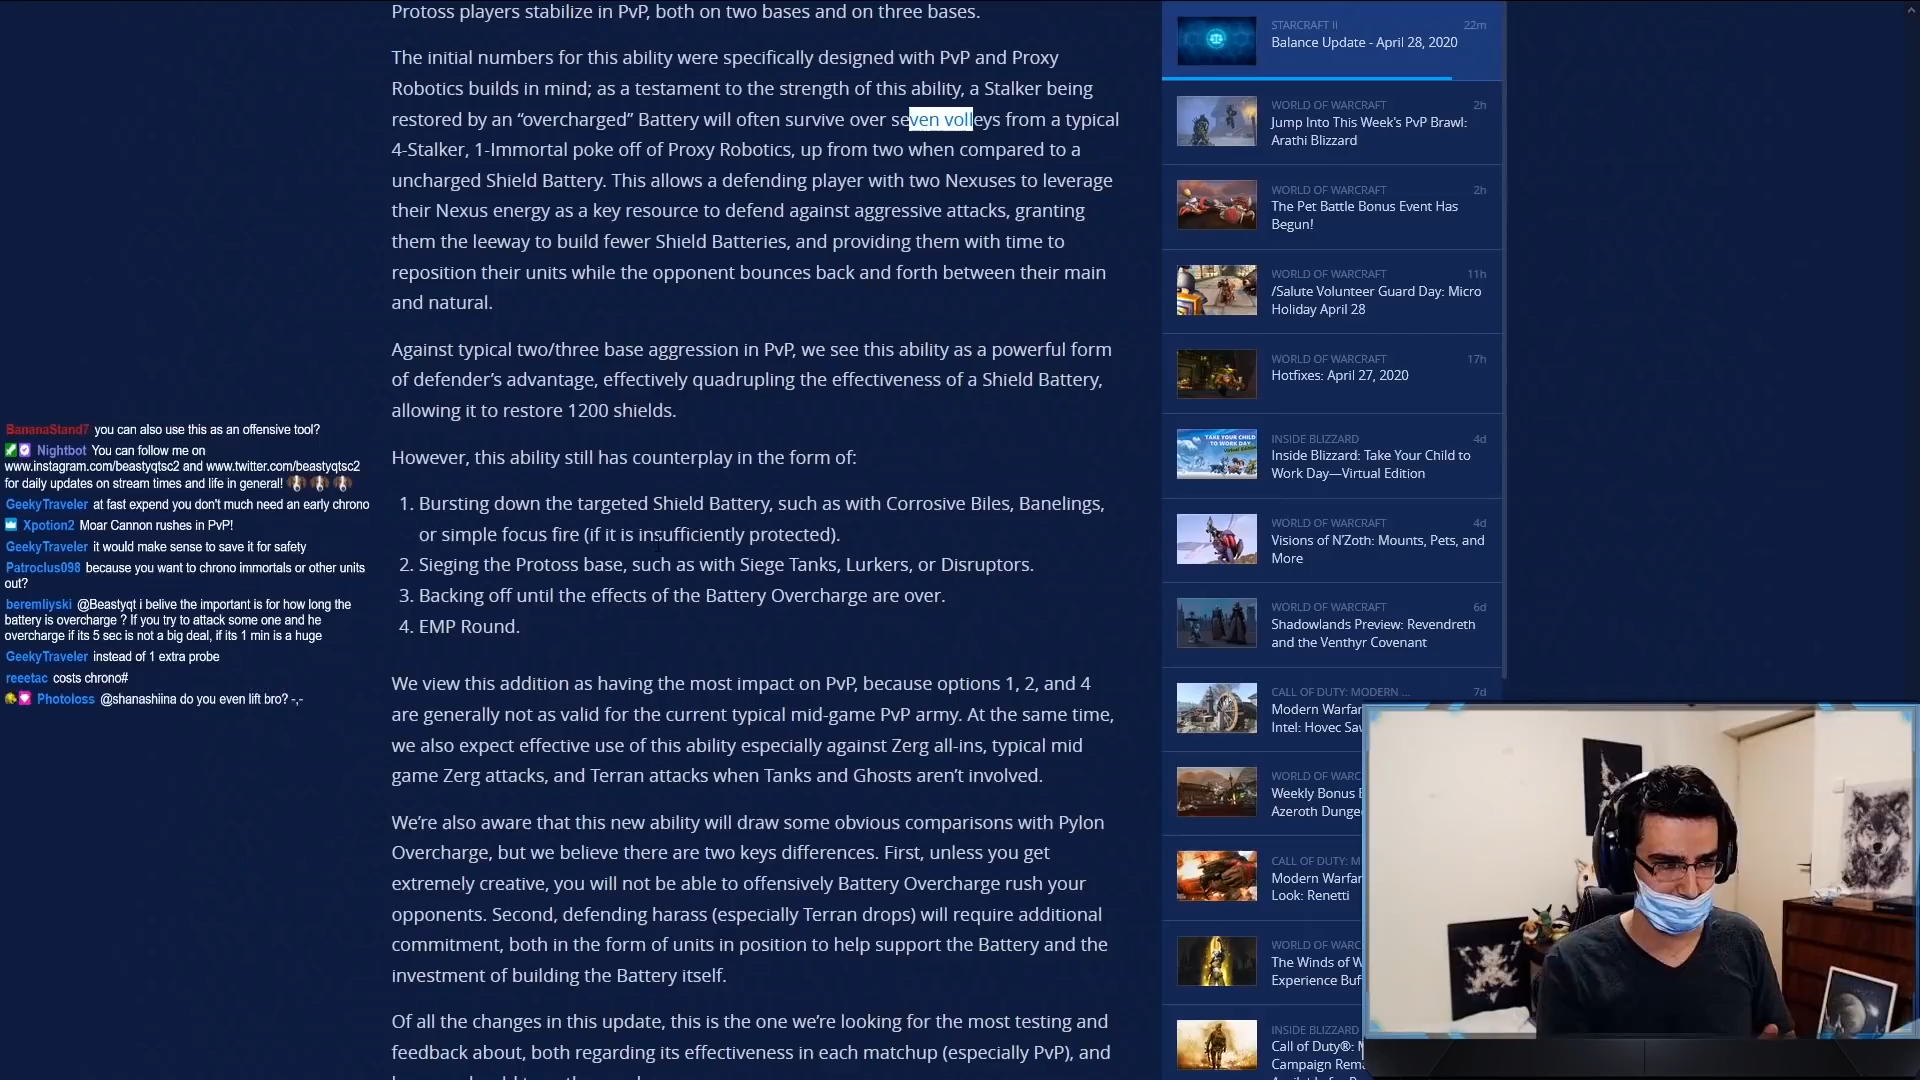 Protoss players stabilize in PvP, both on two bases and on three bases.
The initial numbers for this ability were specifically designed with PvP and Proxy
Robotics builds in mind; as a testament to the strength of this ability, a Stalker being
restored by an “overcharged” Battery will often survive over seven volleys from a typical
4-Stalker, 1-Immortal poke off of Proxy Robotics, up from two when compared to a
uncharged Shield Battery. This allows a defending player with two Nexuses to leverage
their Nexus energy as a key resource to defend against aggressive attacks, granting
them the leeway to build fewer Shield Batteries, and providing them with time to
reposition their units while the opponent bounces back and forth between their main
and natural.
Against typical two/three base aggression in PvP, we see this ability as a powerful form
of defender’s advantage, effectively quadrupling the effectiveness of a Shield Battery,
allowing it to restore 1200 shields.
However, this ability still has counterplay in the form of:
1. Bursting down the targeted Shield Battery, such as with Corrosive Biles, Banelings,
or simple focus fire (if it is insufficiently protected).
2. Sieging the Protoss base, such as with Siege Tanks, Lurkers, or Disruptors.
3. Backing off until the effects of the Battery Overcharge are over.
4. EMP Round.
We view this addition as having the most impact on PvP, because options 1, 2, and 4
are generally not as valid for the current typical mid-game PvP army. At the same time,
we also expect effective use of this ability especially against Zerg all-ins, typical mid
game Zerg attacks, and Terran attacks when Tanks and Ghosts aren’t involved.
We’re also aware that this new ability will draw some obvious comparisons with Pylon
Overcharge, but we believe there are two keys differences. First, unless you get
extremely creative, you will not be able to offensively Battery Overcharge rush your
opponents. Second, defending harass (especially Terran drops) will require additional
commitment, both in the form of units in position to help support the Battery and the
investment of building the Battery itself.
Of all the changes in this update, this is the one we’re looking for the most testing and
feedback about, both regarding its effectiveness in each matchup (especially PvP), and
BananaStand7 you can also use this as an offensive tool?
Nightbot You can follow me on
www.instagram.com/beastyqtsc2 and www.twitter.com/beastyqtsc2
for daily updates on stream times and life in general!
GeekyTraveler at fast expend you don't much need an early chrono
Xpotion2 Moar Cannon rushes in PvP!
GeekyTraveler it would make sense to save it for safety
Patroclus098 because you want to chrono immortals or other units
out?
beremliyski @Beastyqt i belive the important is for how long the
battery is overcharge ? If you try to attack some one and he
overcharge if its 5 sec is not a big deal, if its 1 min is a huge
GeekyTraveler instead of 1 extra probe
reeetac costs chrono#
Photoloss @shanashiina do you even lift bro? -,-
STARCRAFT II 22m
Balance Update - April 28, 2020
WORLD OF WARCRAFT 2h
Jump Into This Week's PvP Brawl:
Arathi Blizzard
WORLD OF WARCRAFT 2h
The Pet Battle Bonus Event Has
Begun!
WORLD OF WARCRAFT 11h
/Salute Volunteer Guard Day: Micro
Holiday April 28
WORLD OF WARCRAFT 17h
Hotfixes: April 27, 2020
TAKE YOUR CHILD
TO WORK DAY
Virtual Edition
INSIDE BLIZZARD 4d
Inside Blizzard: Take Your Child to
Work Day—Virtual Edition
WORLD OF WARCRAFT 4d
Visions of N’Zoth: Mounts, Pets, and
More
WORLD OF WARCRAFT 6d
Shadowlands Preview: Revendreth
and the Venthyr Covenant
CALL OF DUTY: MODERN ... 7d
Modern Warfar
Intel: Hovec Sav
WORLD OF WARC
Weekly Bonus E
Azeroth Dunge
CALL OF DUTY: M
Modern Warfar
Look: Renetti
WORLD OF WARC
The Winds of W
Experience Buf
INSIDE BLIZZARD
Call of Duty®: M
Campaign Rema